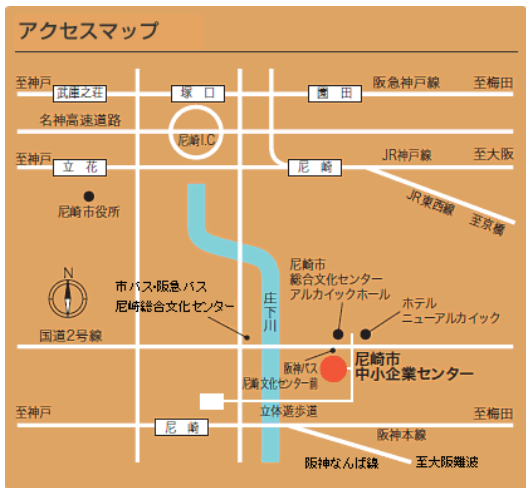 アクセスマップ
至神戸
武庫之荘
塚口
園田
阪急神戸線
至梅田
名神高速道路
尼崎I.C
至神戸
立花
尼崎
JR神戸線
至大阪
JR東西線
至京橋
尼崎市役所
N
市バス・阪急バス
尼崎総合文化センター
庄下川
尼崎市
総合文化センター
アルカイックホール
ホテル
ニューアルカイック
国道2号線
阪神バス
尼崎文化センター前
尼崎市
中小企業センター
立体遊歩道
至神戸
尼崎
至梅田
阪神本線
阪神なんば線
至大阪難波